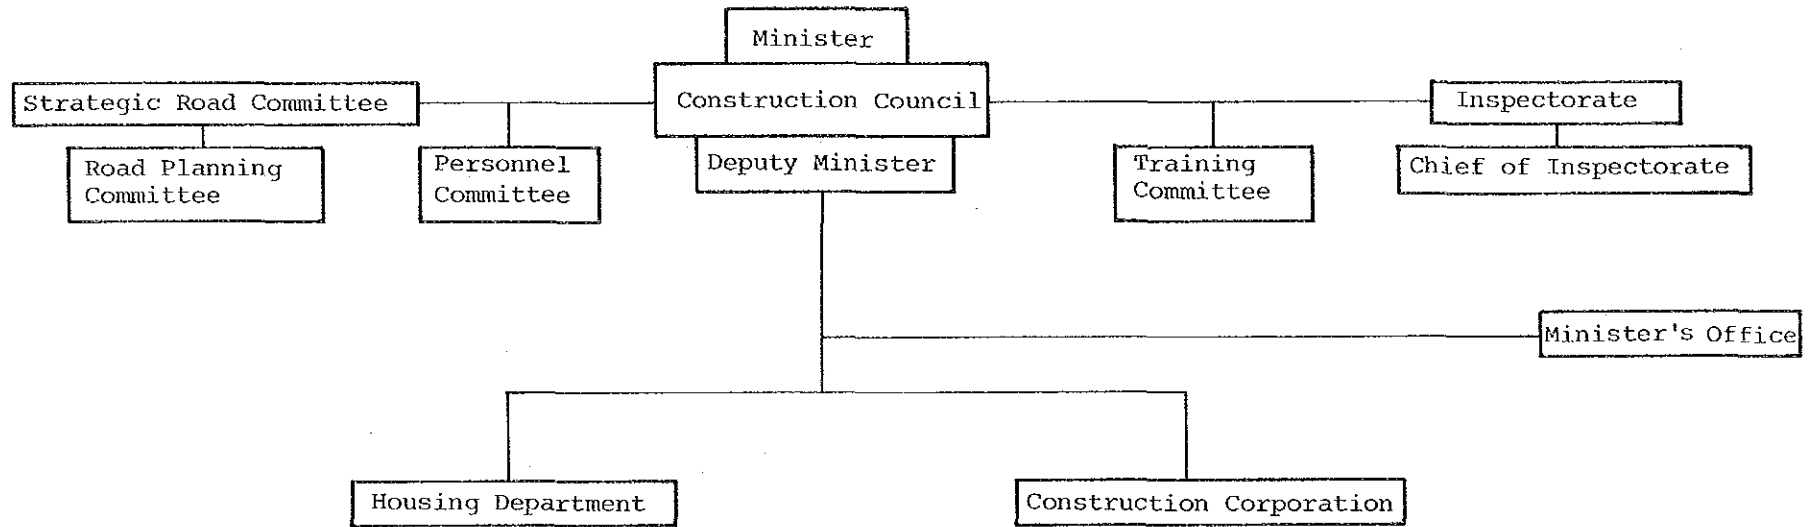 Minister
Strategic Road Committee
Construction Council
Inspectorate
Road Planning
Committee
Personnel
Committee
Deputy Minister
Training
Committee
Chief of Inspectorate
Minister's Office
Housing Department
Construction Corporation